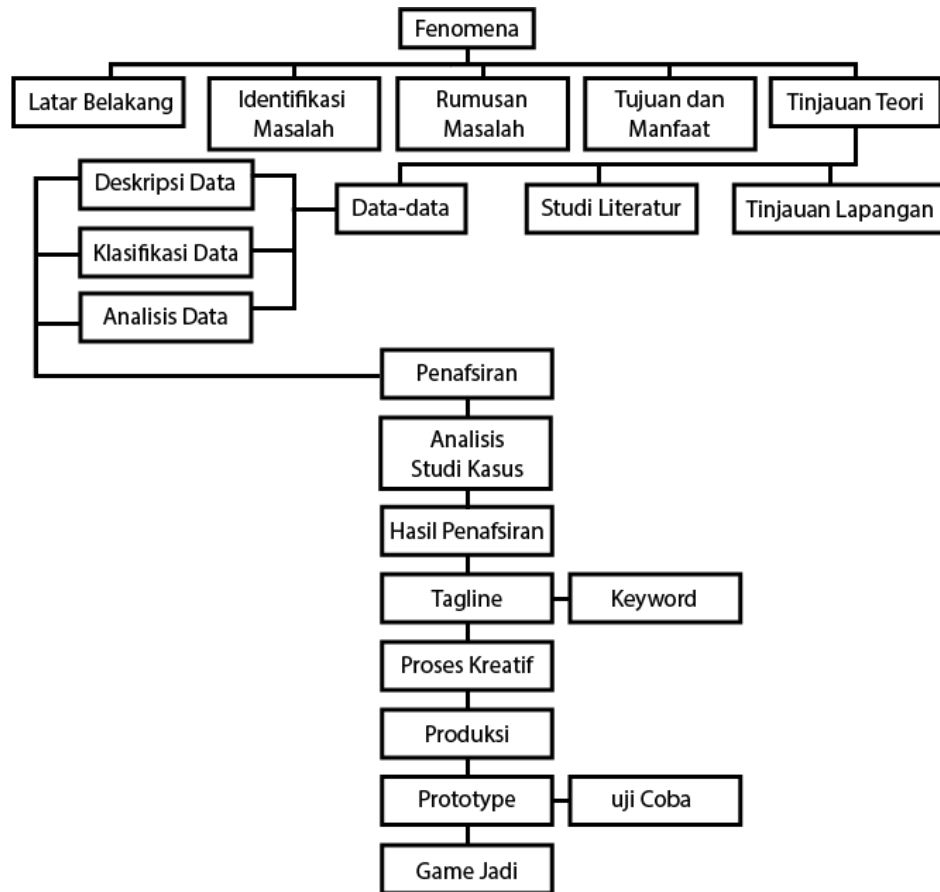 Fenomena
Latar Belakang
Identifikasi
Masalah
Rumusan
Masalah
Tujuan dan
Manfaat
Tinjauan Teori
Deskripsi Data
Data-data
Studi Literatur
Tinjauan Lapangan
Klasifikasi Data
Analisis Data
Penafsiran
Analisis
Studi Kasus
Hasil Penafsiran
Tagline
Keyword
Proses Kreatif
Produksi
Prototype
uji Coba
Game Jadi